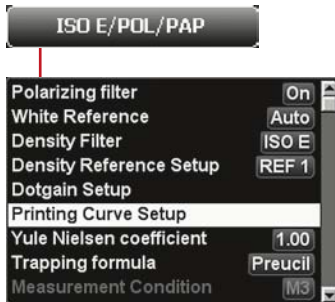 ISO E/POL/PAP
Polarizing filter On
White Reference Auto
Density Filter ISO E
Density Reference Setup REF 1
Dotgain Setup
Printing Curve Setup
Yule Nielsen coefficient 1.00
Trapping formula Preucil
Measurement Condition M3